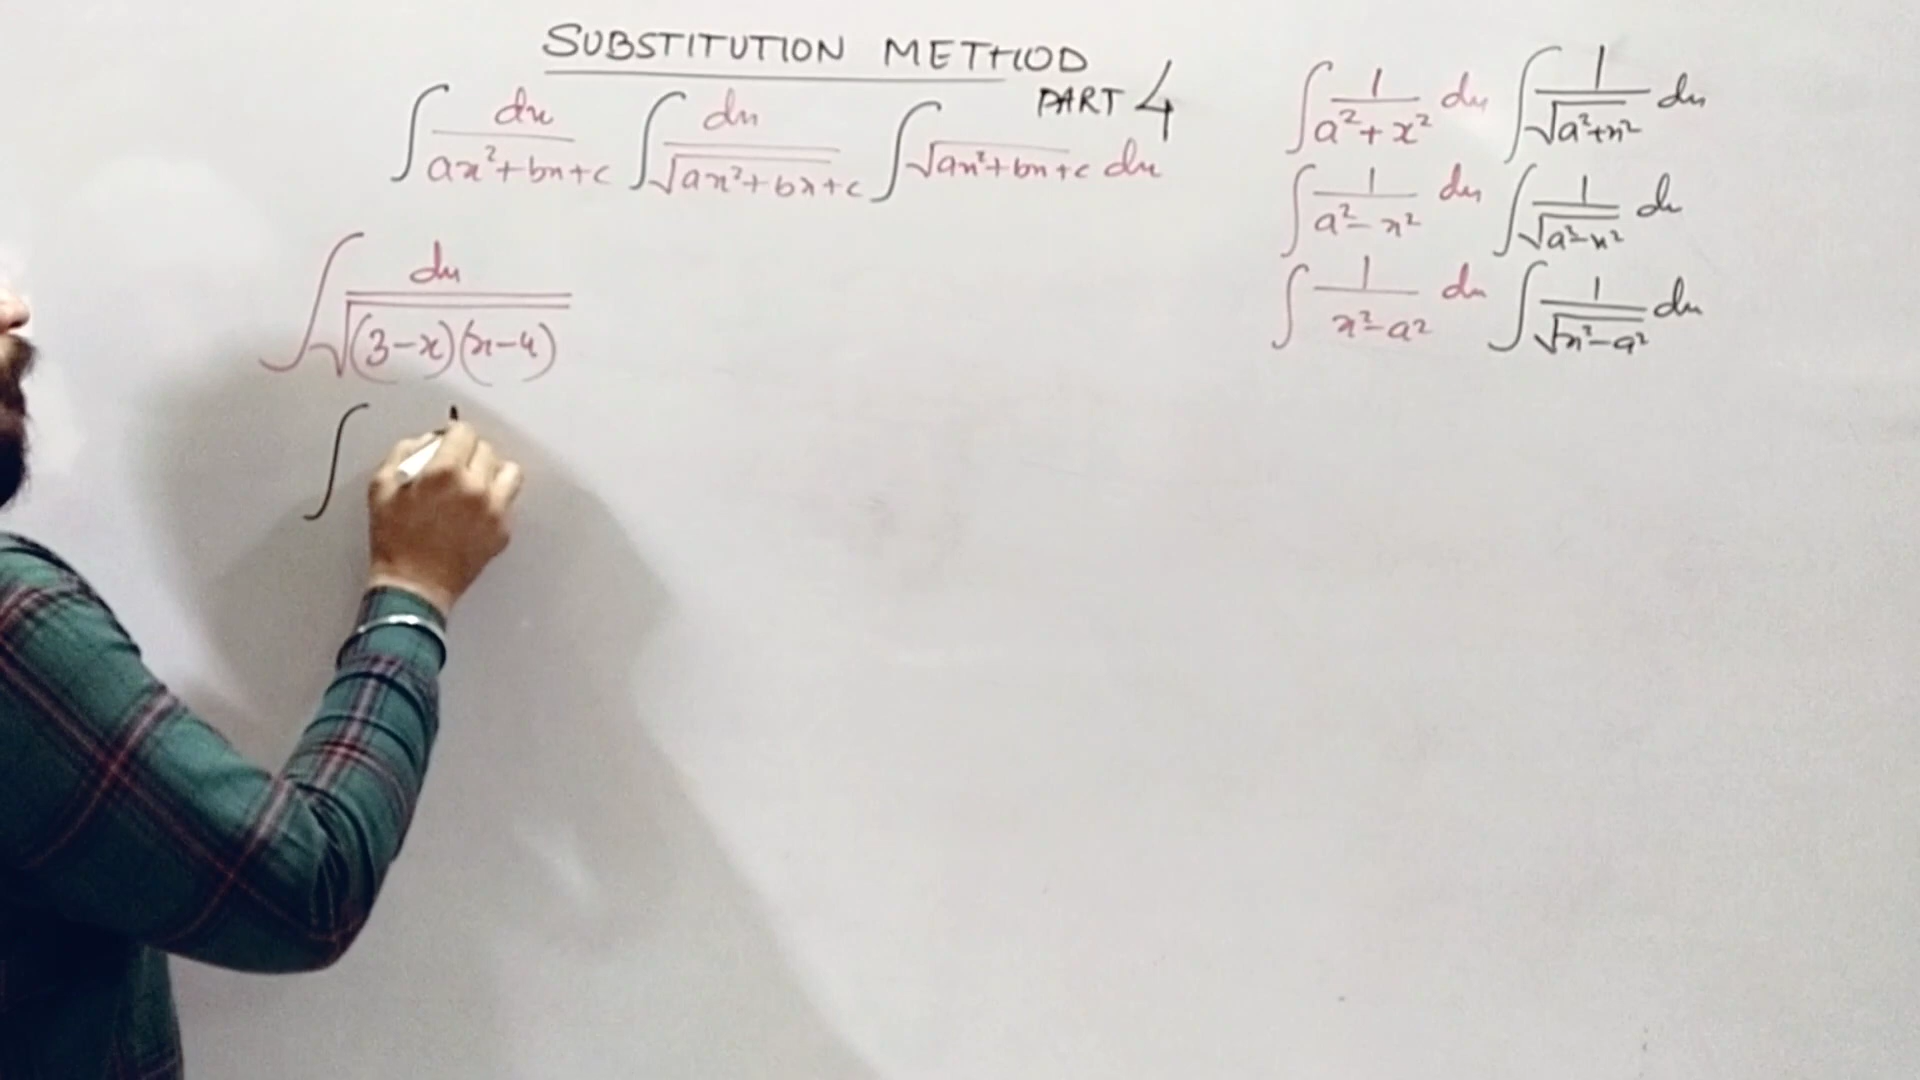 SUBSTITUTION METHOD
PART 4
∫ dx/(ax²+bx+c) ∫ dx/√(ax²+bx+c) ∫ √(ax²+bx+c) dx
∫ 1/(a²+x²) dx ∫ 1/√(a²+x²) dx
∫ 1/(a²-x²) dx ∫ 1/√(a²-x²) dx
∫ 1/(x²-a²) dx ∫ 1/√(x²-a²) dx
∫ dx/√((3-x)(x-4))
∫